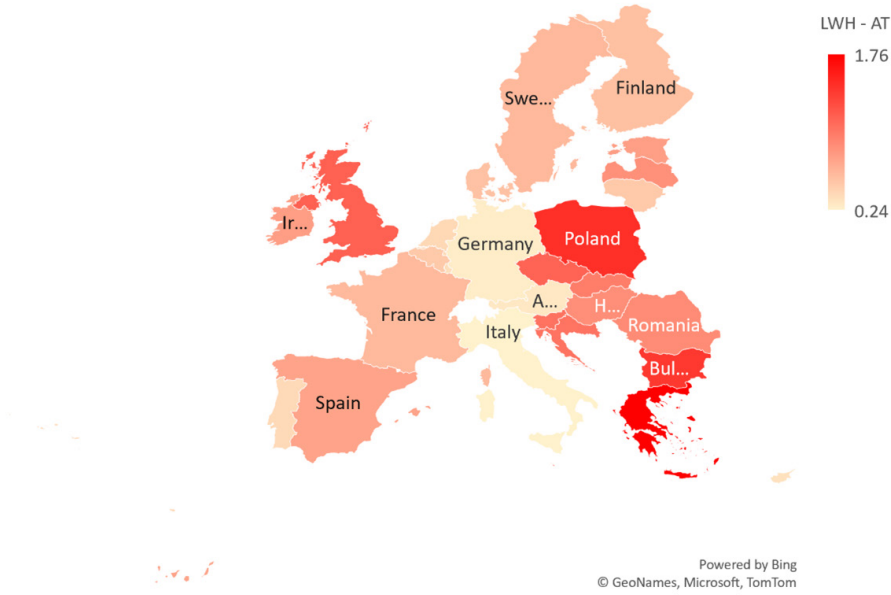 LWH - AT
1.76
0.24
Finland
Swe...
Ir...
Germany
Poland
A...
H...
France
Italy
Romania
Bul...
Spain
Powered by Bing
© GeoNames, Microsoft, TomTom